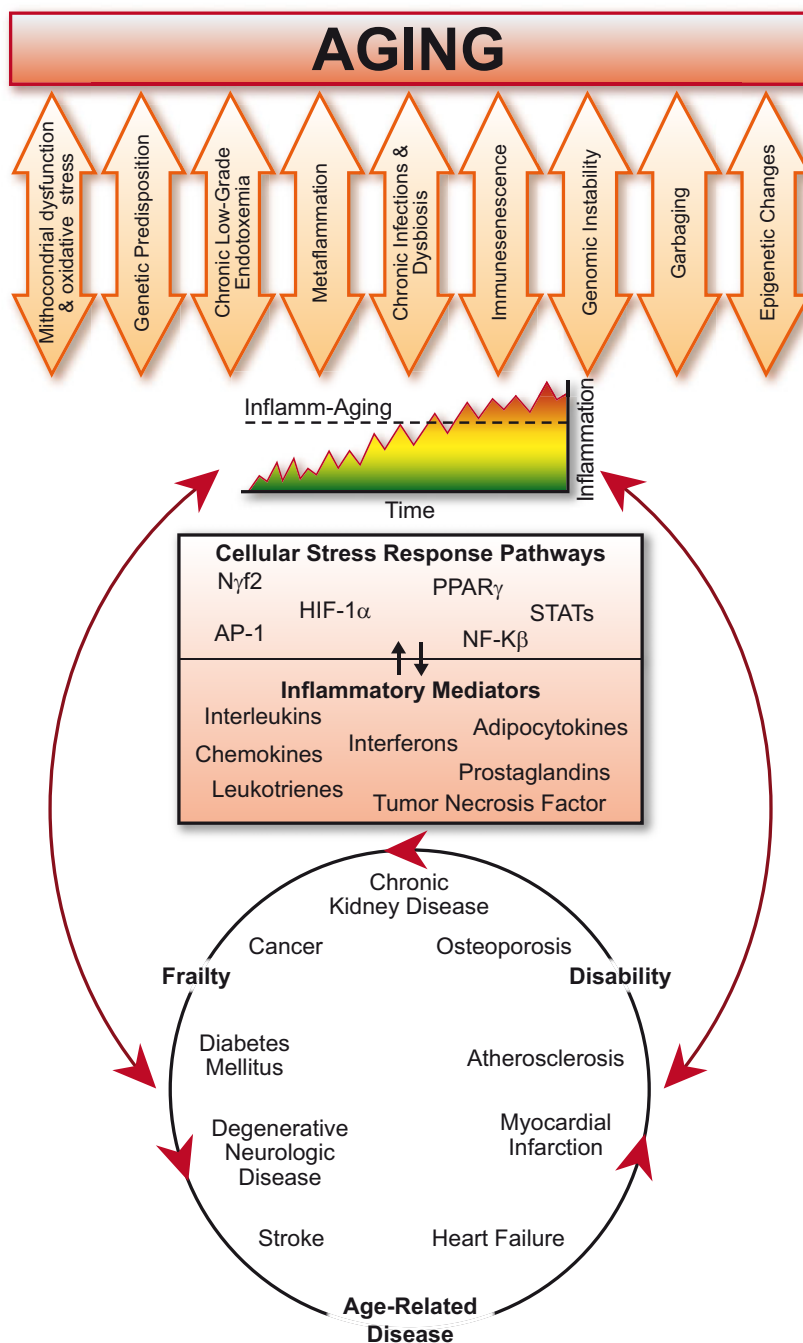 AGING
Mithocondrial dysfunction
& oxidative stress
Genetic Predisposition
Chronic Low-Grade
Endotoxemia
Metaflammation
Chronic Infections &
Dysbiosis
Immunesenescence
Genomic Instability
Garbaging
Epigenetic Changes
Inflamm-Aging
Inflammation
Time
Cellular Stress Response Pathways
Nγf2
PPARγ
HIF-1α
STATs
AP-1
NF-Kβ
Inflammatory Mediators
Interleukins
Adipocytokines
Interferons
Chemokines
Prostaglandins
Leukotrienes
Tumor Necrosis Factor
Chronic
Kidney Disease
Cancer
Osteoporosis
Frailty
Disability
Diabetes
Mellitus
Atherosclerosis
Degenerative
Neurologic
Disease
Myocardial
Infarction
Stroke
Heart Failure
Age-Related
Disease